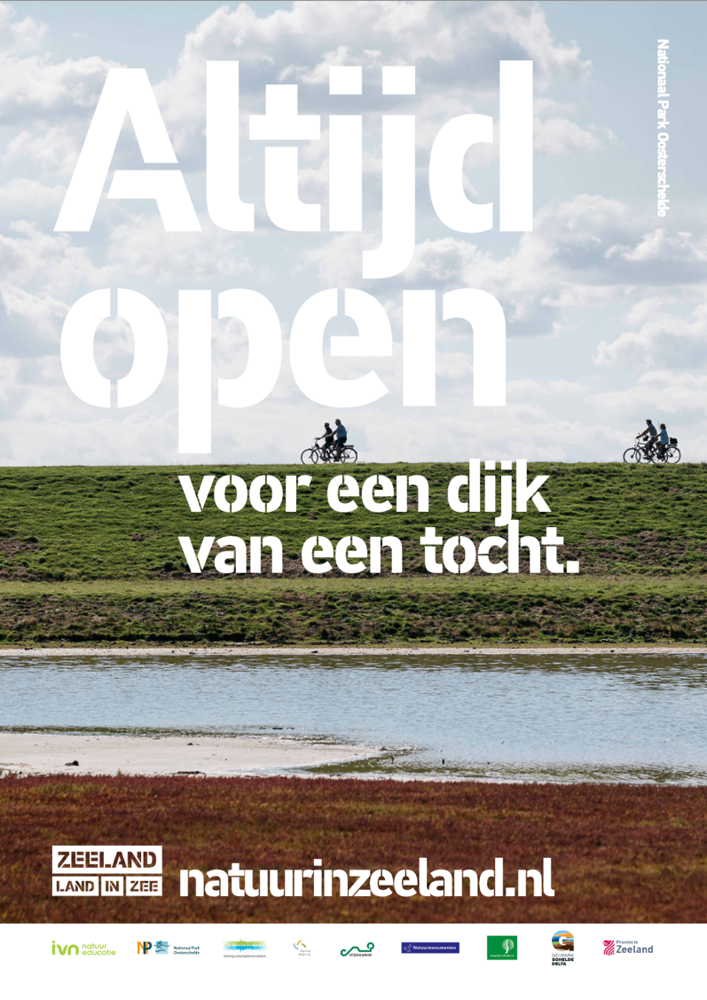 Nationaal Park Oosterschelde
Altijd
open
voor een dijk
van een tocht.
ZEELAND
LAND IN ZEE
natuurinzeeland.nl
ivn natuur
educatie
NP Nationaal Park
Oosterschelde
Natuurmonumenten
GEOPARK
SCHELDE
DELTA
Provincie
Zeeland